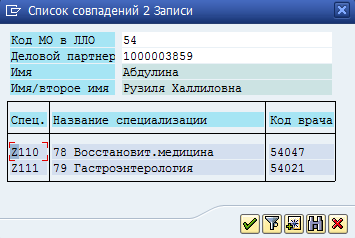 Список совпадений 2 Записи
Код МО в ЛЛО 54
Деловой партнер 1000003859
Имя Абдулина
Имя/второе имя Рузиля Халлиловна
Спец. Название специализации Код врача
Z110 78 Восстановит.медицина 54047
Z111 79 Гастроэнтерология 54021